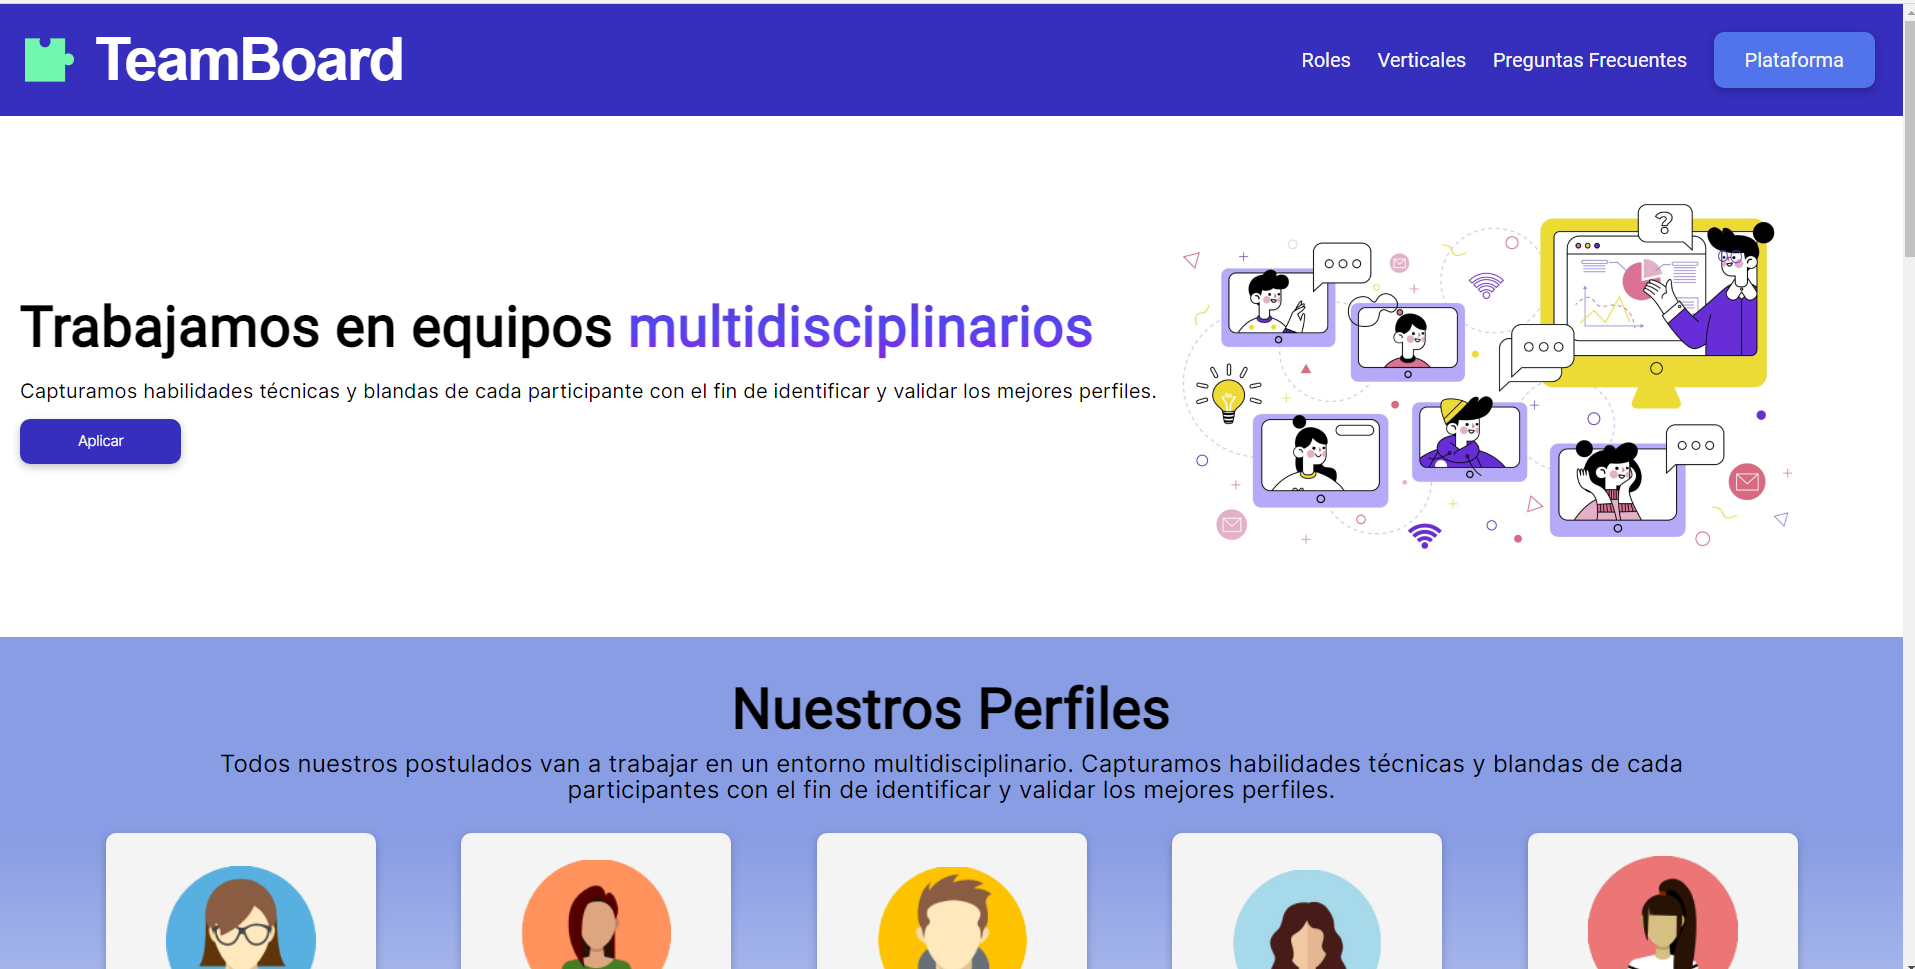 TeamBoard
Roles Verticales Preguntas Frecuentes Plataforma
Trabajamos en equipos multidisciplinarios
Capturamos habilidades técnicas y blandas de cada participante con el fin de identificar y validar los mejores perfiles.
Aplicar
?
Nuestros Perfiles
Todos nuestros postulados van a trabajar en un entorno multidisciplinario. Capturamos habilidades técnicas y blandas de cada
participantes con el fin de identificar y validar los mejores perfiles.